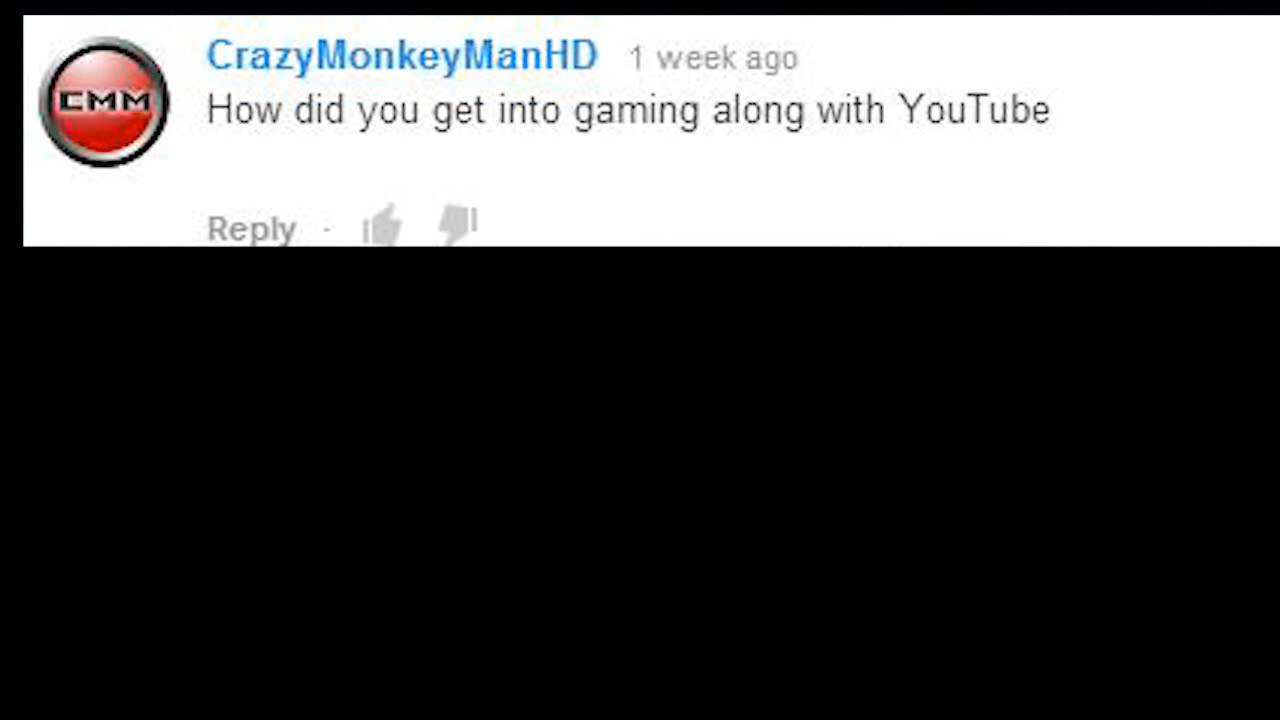 CrazyMonkeyManHD 1 week ago
CMM
How did you get into gaming along with YouTube
Reply ·